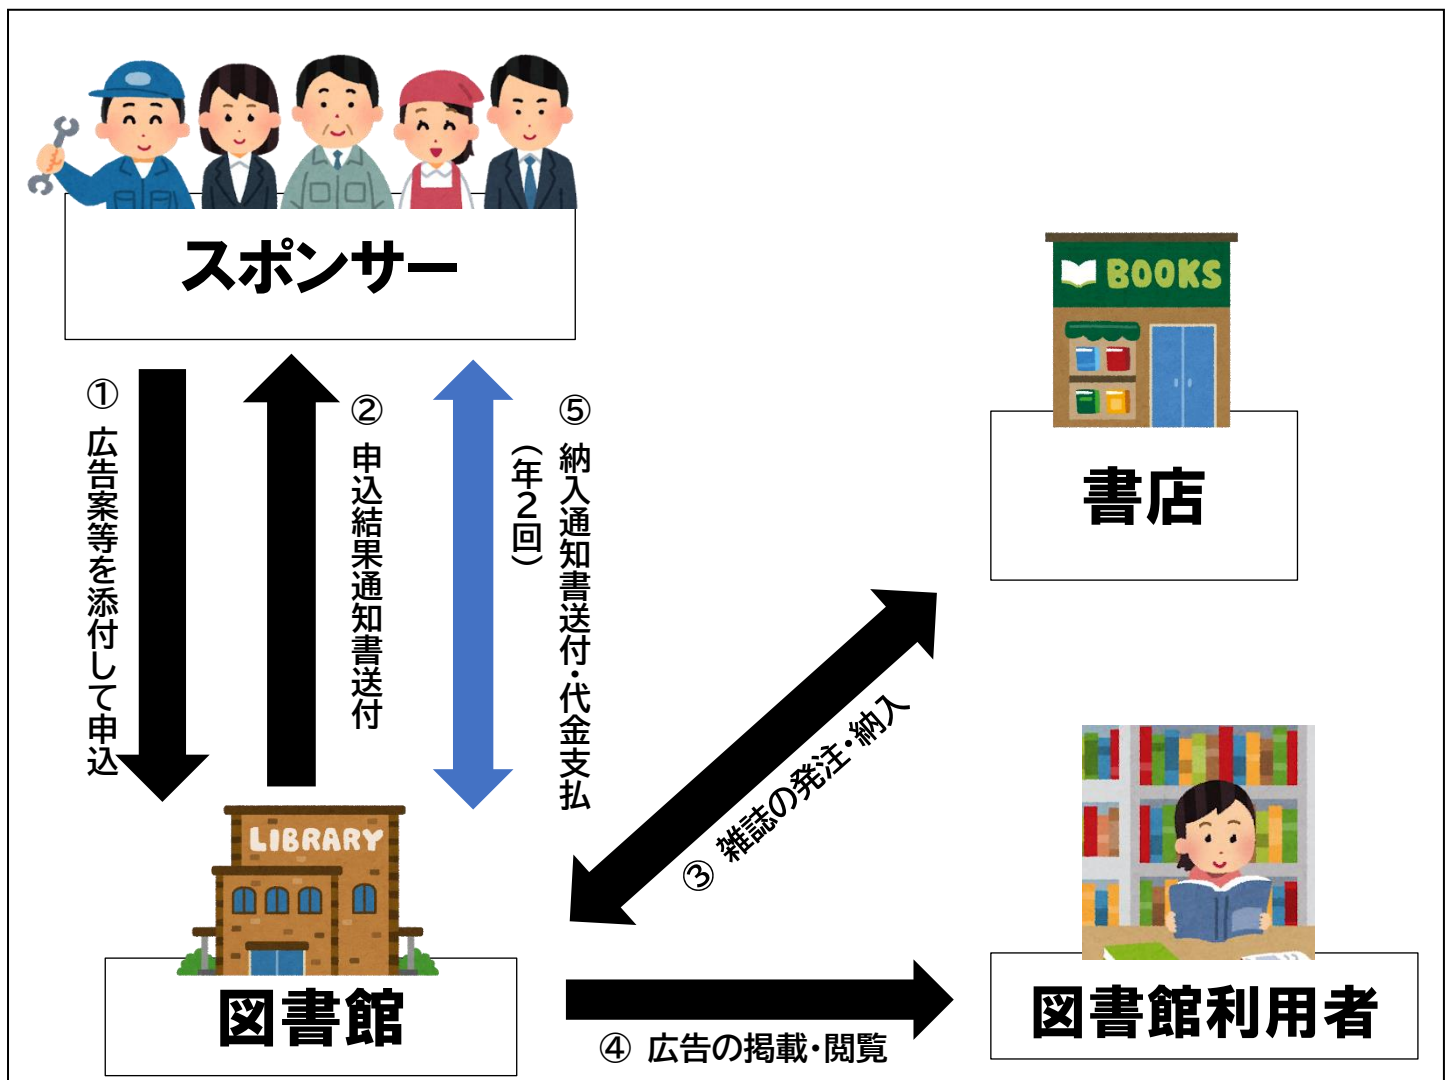 スポンサー
BOOKS
書店
① 広告案等を添付して申込
② 申込結果通知書送付
⑤ 納入通知書送付・代金支払
（年２回）
③ 雑誌の発注・納入
LIBRARY
図書館
④ 広告の掲載・閲覧
図書館利用者